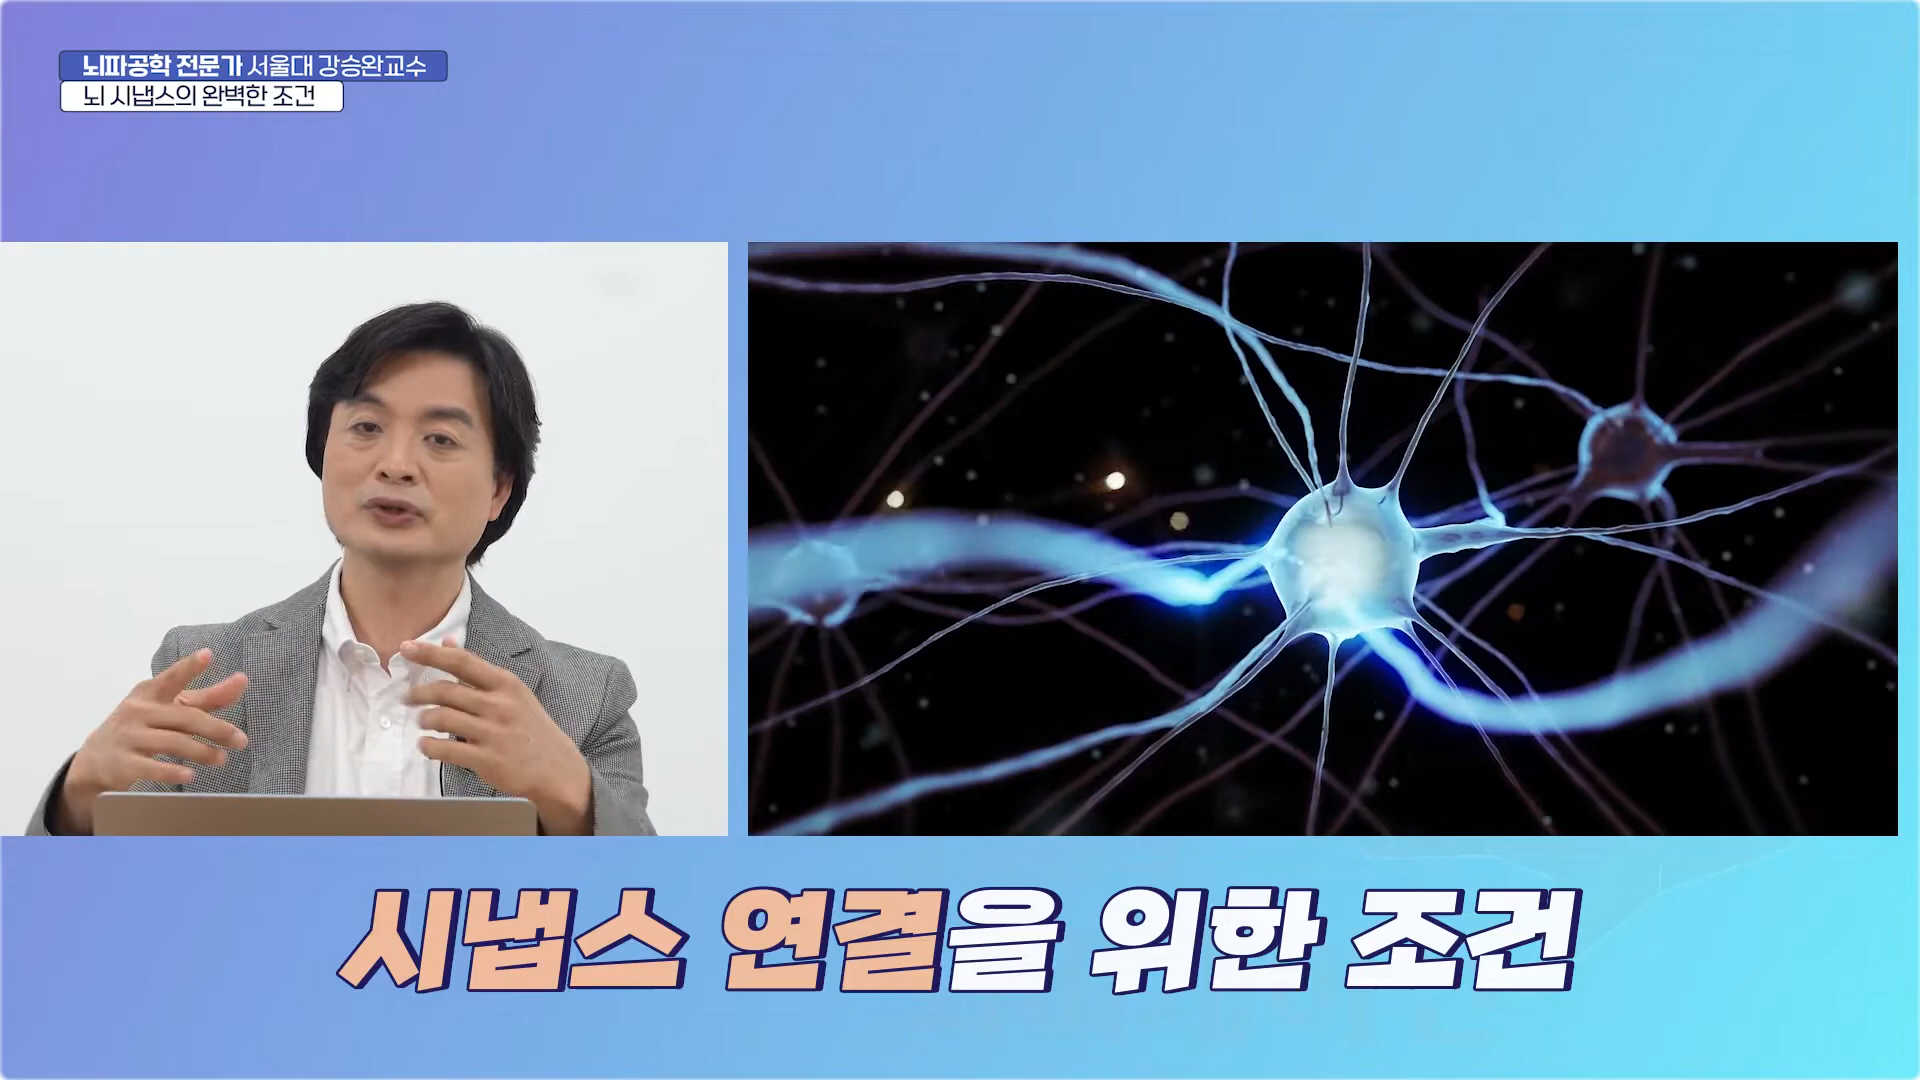 뇌파공학 전문가 서울대 강승완교수
뇌 시냅스의 완벽한 조건
시냅스 연결을 위한 조건